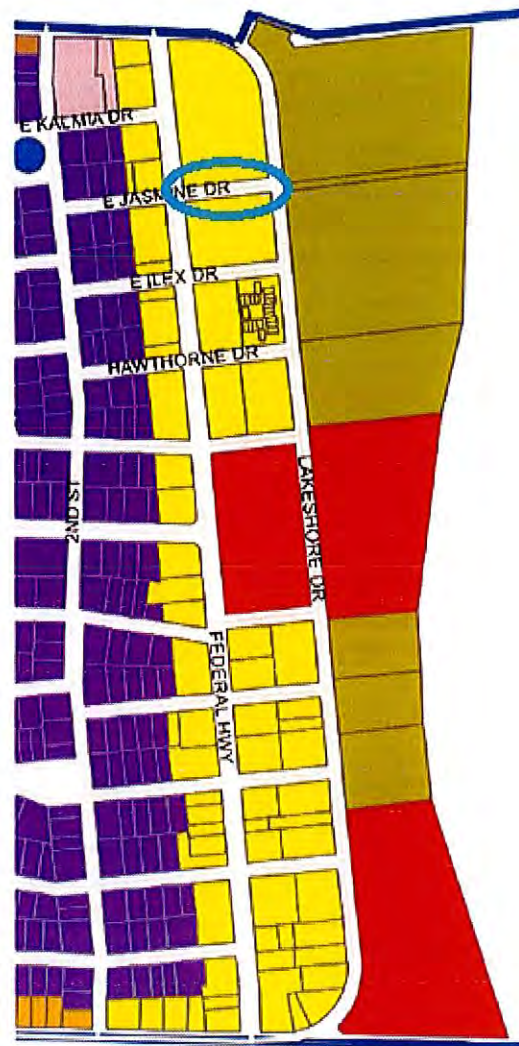 E KALMIA DR
E JASMINE DR
E ILEX DR
HAWTHORNE DR
2ND ST
LAKESHORE DR
FEDERAL HWY